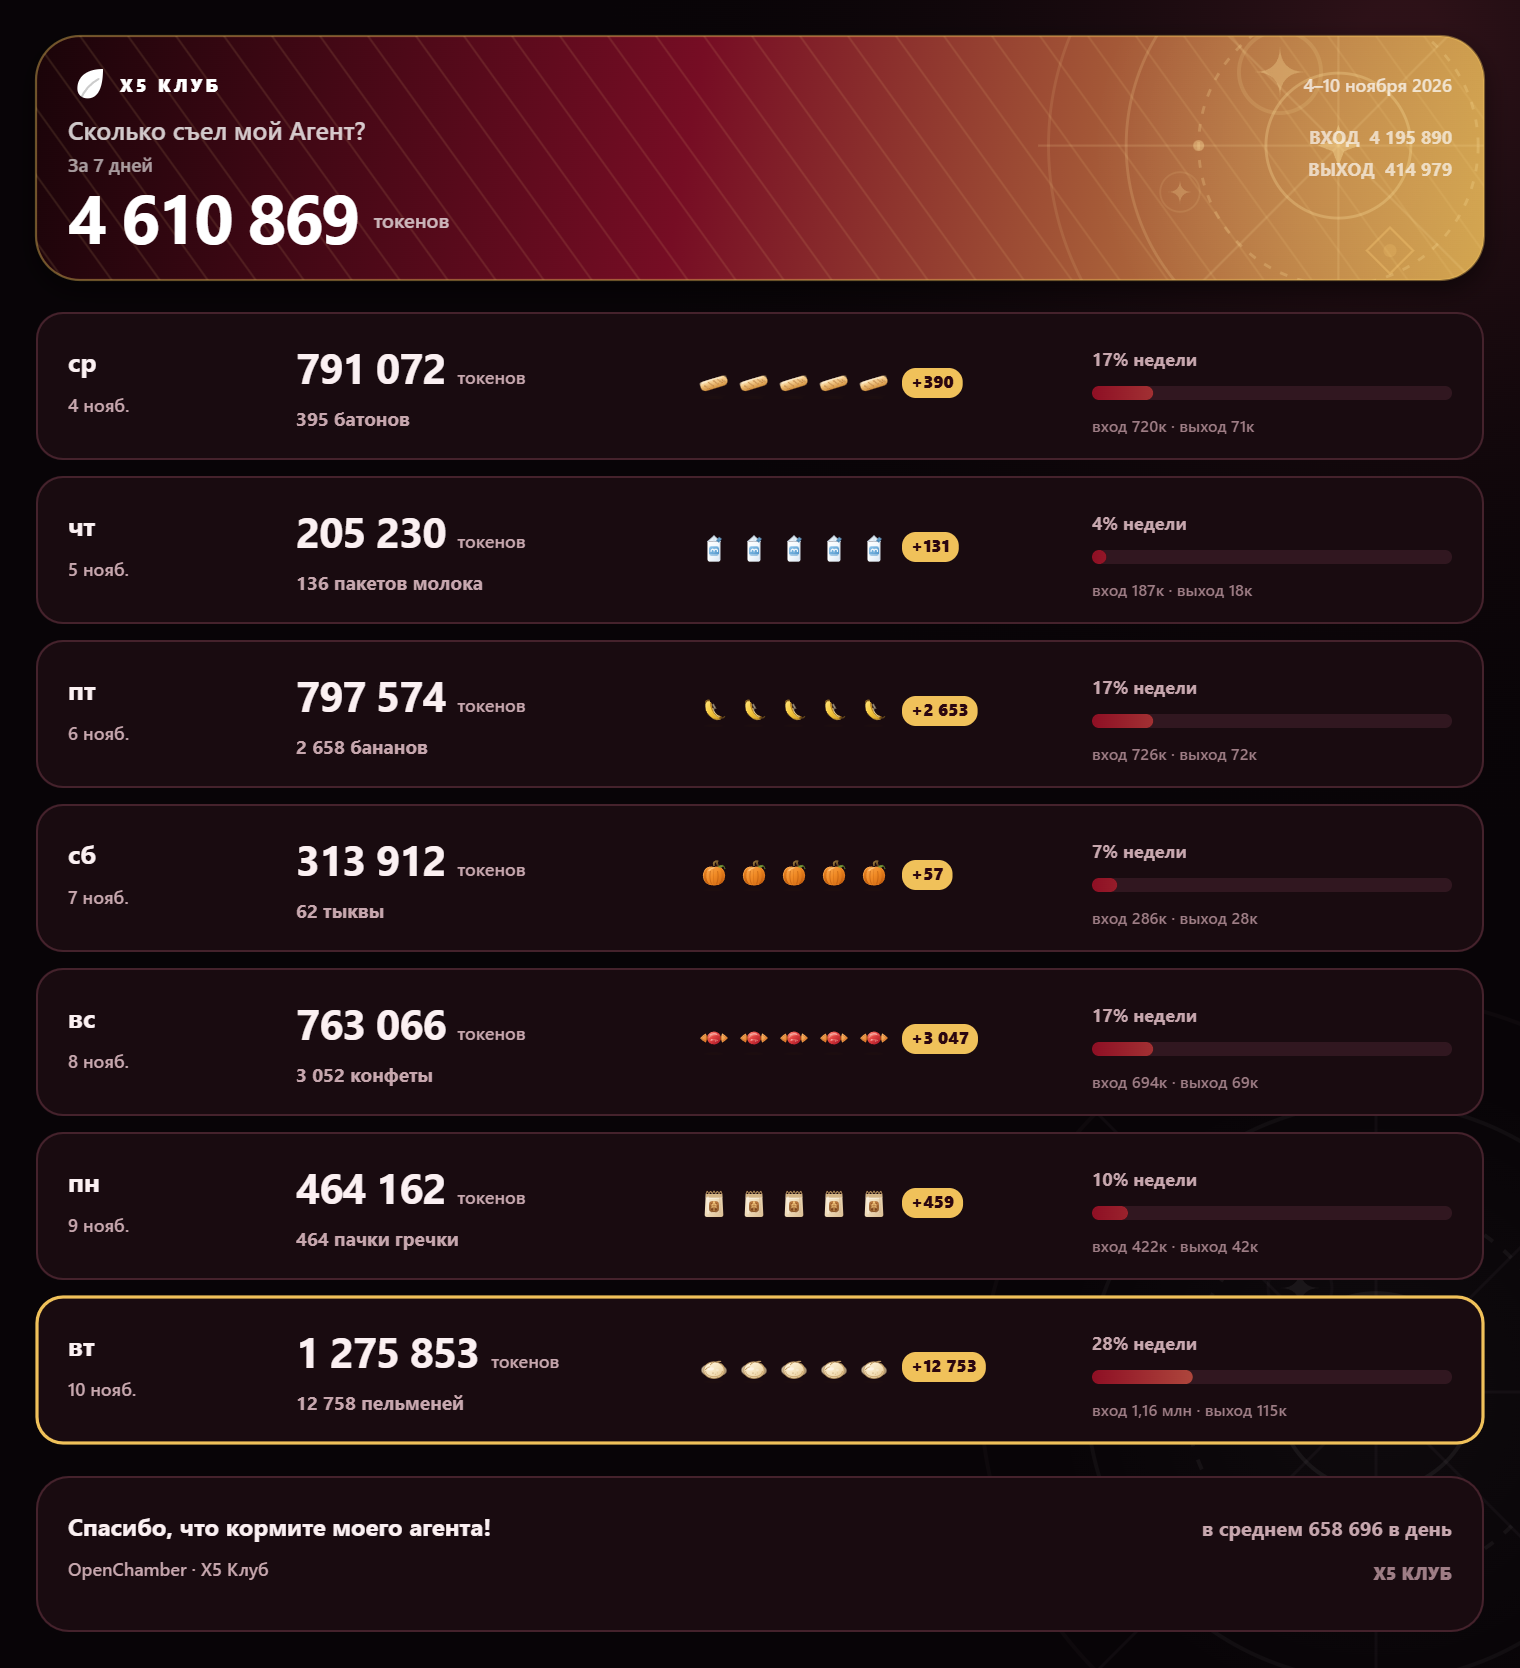 X5 КЛУБ
4–10 ноября 2026
Сколько съел мой Агент?
ВХОД 4 195 890
За 7 дней
ВЫХОД 414 979
4 610 869 токенов
ср
4 нояб.
791 072 токенов
395 батонов
+390
17% недели
вход 720к · выход 71к
чт
5 нояб.
205 230 токенов
136 пакетов молока
+131
4% недели
вход 187к · выход 18к
пт
6 нояб.
797 574 токенов
2 658 бананов
+2 653
17% недели
вход 726к · выход 72к
сб
7 нояб.
313 912 токенов
62 тыквы
+57
7% недели
вход 286к · выход 28к
вс
8 нояб.
763 066 токенов
3 052 конфеты
+3 047
17% недели
вход 694к · выход 69к
пн
9 нояб.
464 162 токенов
464 пачки гречки
+459
10% недели
вход 422к · выход 42к
вт
10 нояб.
1 275 853 токенов
12 758 пельменей
+12 753
28% недели
вход 1,16 млн · выход 115к
Спасибо, что кормите моего агента!
OpenChamber · X5 Клуб
в среднем 658 696 в день
X5 КЛУБ